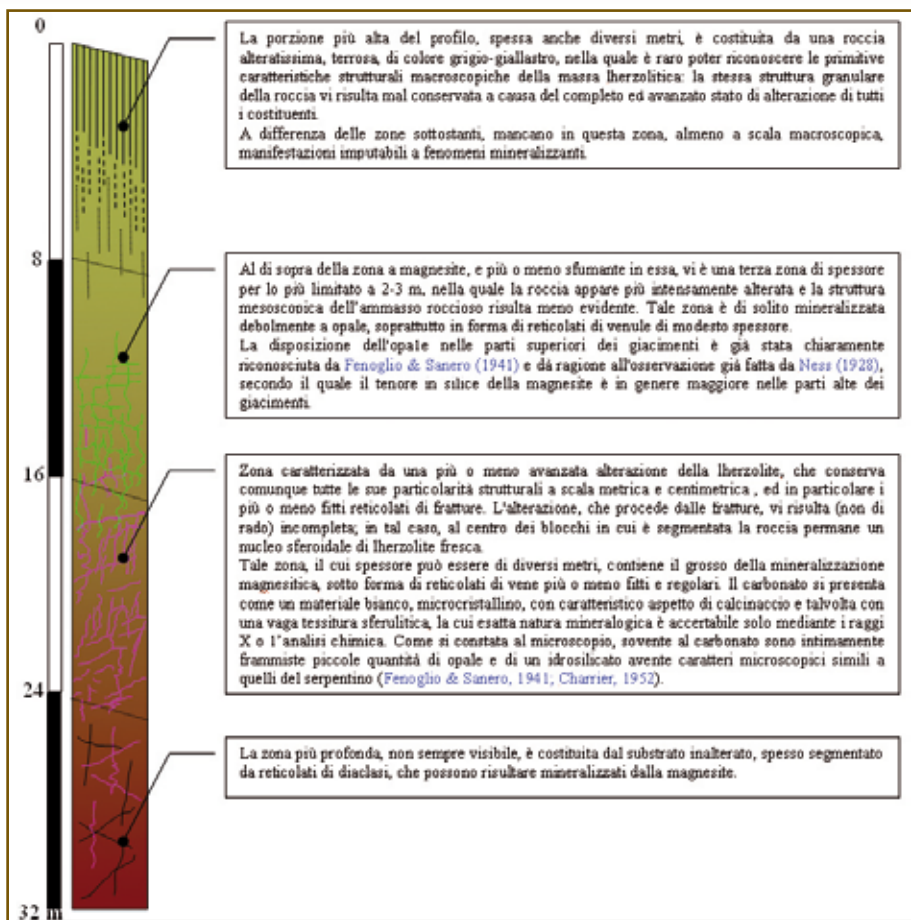 0
La porzione più alta del profilo, spessa anche diversi metri, è costituita da una roccia
alteratissima, terrosa, di colore grigio-giallastro, nella quale è raro poter riconoscere le primitive
caratteristiche strutturali macroscopiche della massa lherzolitica: la stessa struttura granulare
della roccia vi risulta mal conservata a causa del completo ed avanzato stato di alterazione di tutti
i costituenti.
A differenza delle zone sottostanti, mancano in questa zona, almeno a scala macroscopica,
manifestazioni imputabili a fenomeni mineralizzanti.
8
Al di sopra della zona a magnesite, e più o meno sfumante in essa, vi è una terza zona di spessore
per lo più limitato a 2-3 m, nella quale la roccia appare più intensamente alterata e la struttura
mesoscopica dell'ammasso roccioso risulta meno evidente. Tale zona è di solito mineralizzata
debolmente a opale, soprattutto in forma di reticolati di venule di modesto spessore.
La disposizione dell'opale nelle parti superiori dei giacimenti è già stata chiaramente
riconosciuta da Fenoglio & Sanero (1941) e dà ragione all'osservazione già fatta da Ness (1928),
secondo il quale il tenore in silice della magnesite è in genere maggiore nelle parti alte dei
giacimenti.
16
Zona caratterizzata da una più o meno avanzata alterazione della lherzolite, che conserva
comunque tutte le sue particolarità strutturali a scala metrica e centimetrica , ed in particolare i
più o meno fitti reticolati di fratture. L'alterazione, che procede dalle fratture, vi risulta (non di
rado) incompleta; in tal caso, al centro dei blocchi in cui è segmentata la roccia permane un
nucleo sferoidale di lherzolite fresca.
Tale zona, il cui spessore può essere di diversi metri, contiene il grosso della mineralizzazione
magnesitica, sotto forma di reticolati di vene più o meno fitti e regolari. Il carbonato si presenta
come un materiale bianco, microcristallino, con caratteristico aspetto di calcinaccio e talvolta con
una vaga tessitura sferulitica, la cui esatta natura mineralogica è accertabile solo mediante i raggi
X o l'analisi chimica. Come si constata al microscopio, sovente al carbonato sono intimamente
frammiste piccole quantità di opale e di un idrosilicato avente caratteri microscopici simili a
quelli del serpentino (Fenoglio & Sanero, 1941; Charrier, 1952).
24
La zona più profonda, non sempre visibile, è costituita dal substrato inalterato, spesso segmentato
da reticolati di diaclasi, che possono risultare mineralizzati dalla magnesite.
32 m